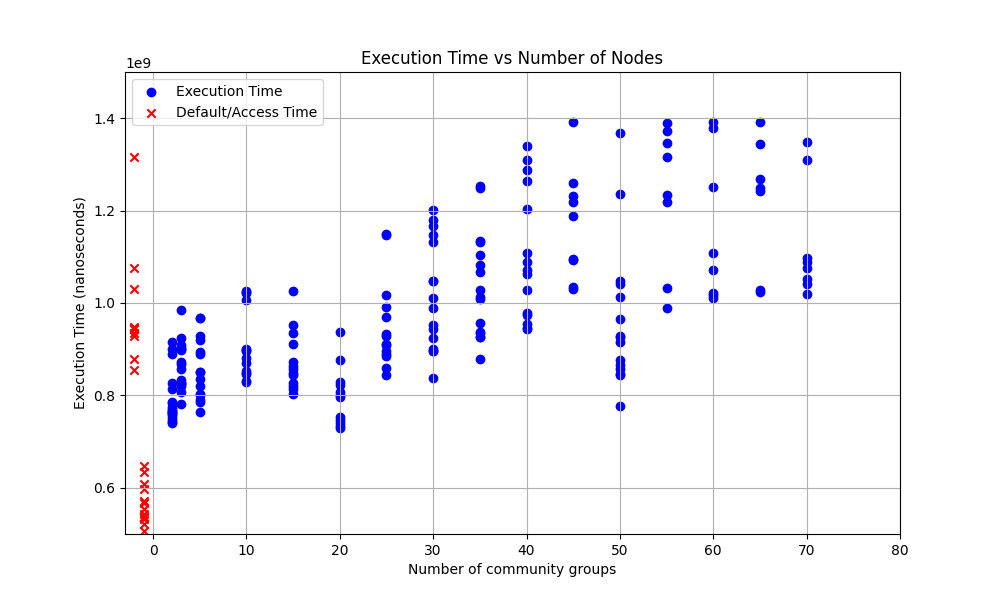 Execution Time vs Number of Nodes
1e9
Execution Time
Default/Access Time
1.4
1.2
1.0
0.8
0.6
Execution Time (nanoseconds)
0 10 20 30 40 50 60 70 80
Number of community groups